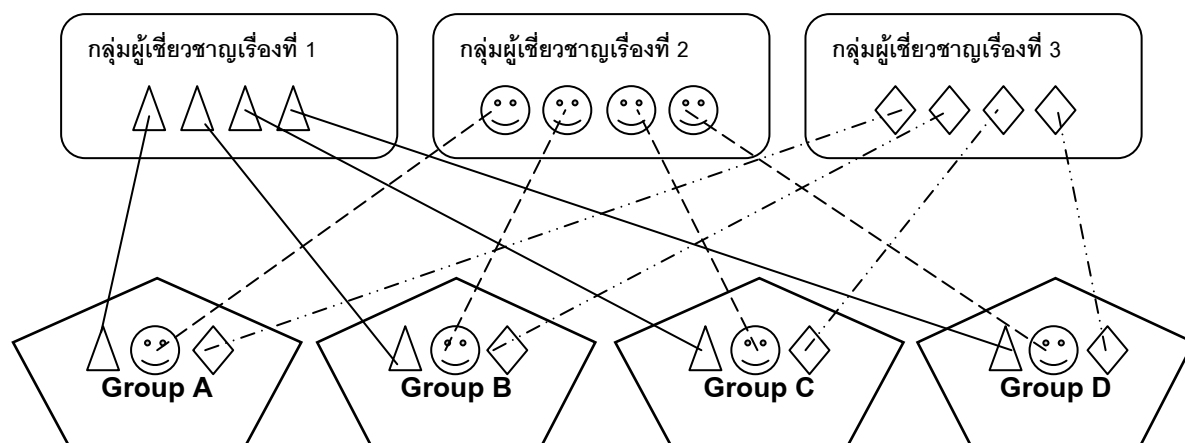 กลุ่มผู้เชี่ยวชาญเรื่องที่ 1
กลุ่มผู้เชี่ยวชาญเรื่องที่ 2
กลุ่มผู้เชี่ยวชาญเรื่องที่ 3
Group A
Group B
Group C
Group D